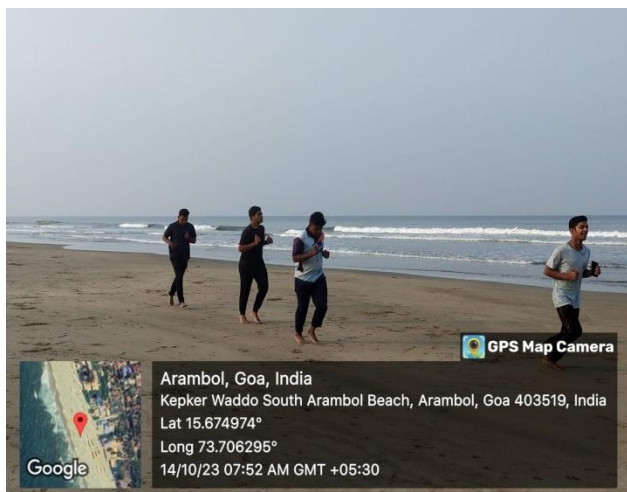 GPS Map Camera
Arambol, Goa, India
Kepker Waddo South Arambol Beach, Arambol, Goa 403519, India
Lat 15.674974°
Long 73.706295°
14/10/23 07:52 AM GMT +05:30
Google